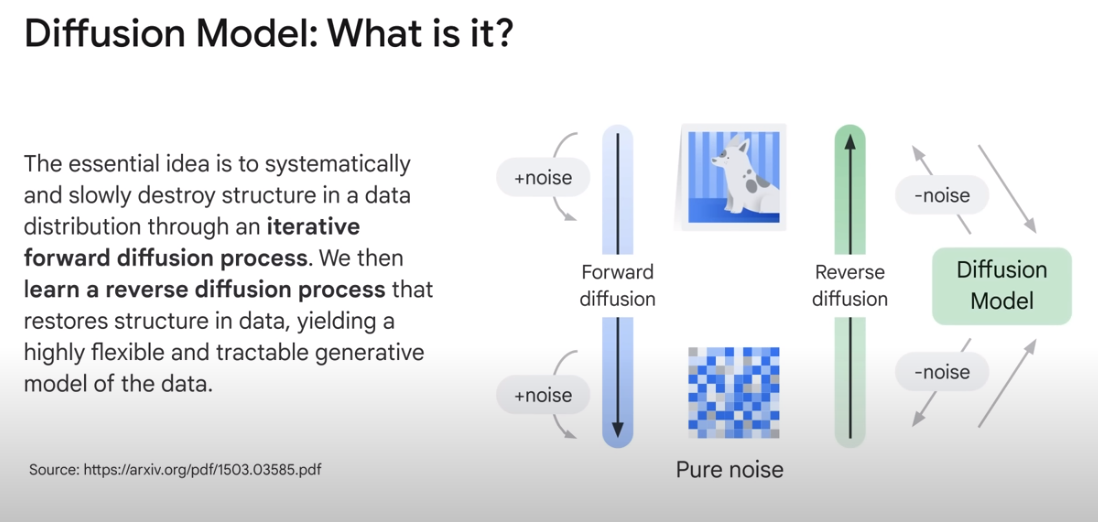 Diffusion Model: What is it?
The essential idea is to systematically
and slowly destroy structure in a data
distribution through an iterative
forward diffusion process. We then
learn a reverse diffusion process that
restores structure in data, yielding a
highly flexible and tractable generative
model of the data.
Source: https://arxiv.org/pdf/1503.03585.pdf
+noise
Forward
diffusion
+noise
Pure noise
Reverse
diffusion
-noise
Diffusion
Model
-noise